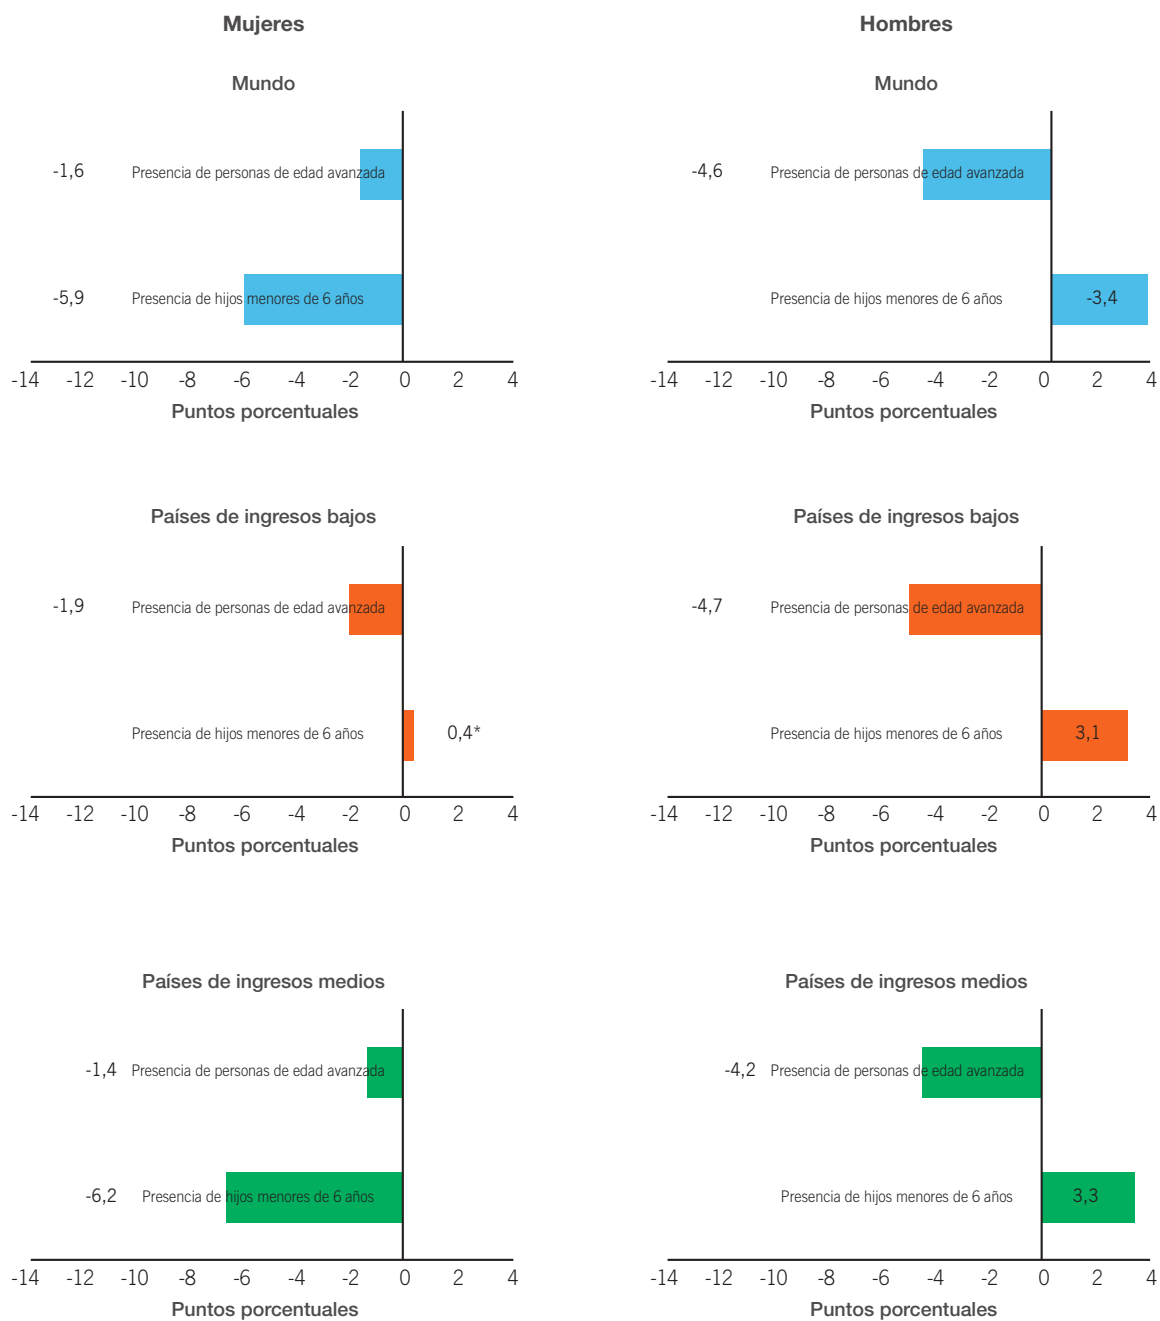 Mujeres
Hombres
Mundo
Mundo
-1,6 Presencia de personas de edad avanzada
-4,6 Presencia de personas de edad avanzada
-5,9 Presencia de hijos menores de 6 años
Presencia de hijos menores de 6 años -3,4
-14 -12 -10 -8 -6 -4 -2 0 2 4
-14 -12 -10 -8 -6 -4 -2 0 2 4
Puntos porcentuales
Puntos porcentuales
Países de ingresos bajos
Países de ingresos bajos
-1,9 Presencia de personas de edad avanzada
-4,7 Presencia de personas de edad avanzada
Presencia de hijos menores de 6 años 0,4*
Presencia de hijos menores de 6 años 3,1
-14 -12 -10 -8 -6 -4 -2 0 2 4
-14 -12 -10 -8 -6 -4 -2 0 2 4
Puntos porcentuales
Puntos porcentuales
Países de ingresos medios
Países de ingresos medios
-1,4 Presencia de personas de edad avanzada
-4,2 Presencia de personas de edad avanzada
-6,2 Presencia de hijos menores de 6 años
Presencia de hijos menores de 6 años 3,3
-14 -12 -10 -8 -6 -4 -2 0 2 4
-14 -12 -10 -8 -6 -4 -2 0 2 4
Puntos porcentuales
Puntos porcentuales